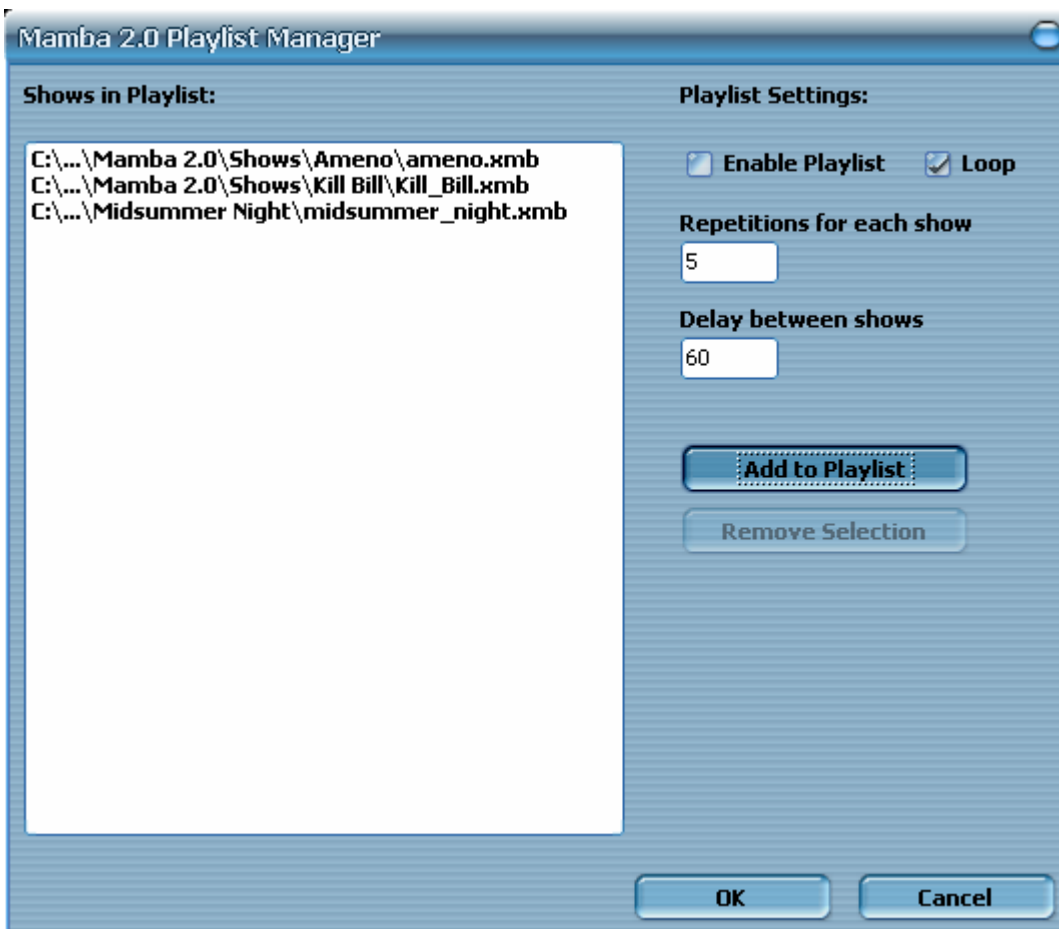 Mamba 2.0 Playlist Manager
Shows in Playlist:
C:\...\Mamba 2.0\Shows\Ameno\ameno.xmb
C:\...\Mamba 2.0\Shows\Kill Bill\Kill_Bill.xmb
C:\...\Midsummer Night\midsummer_night.xmb
Playlist Settings:
Enable Playlist Loop
Repetitions for each show
5
Delay between shows
60
Add to Playlist
Remove Selection
OK Cancel